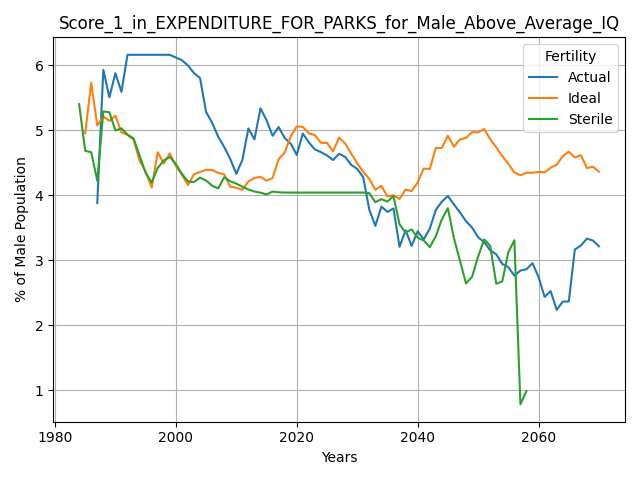 Score_1_in_EXPENDITURE_FOR_PARKS_for_Male_Above_Average_IQ
Fertility
Actual
Ideal
Sterile
% of Male Population
6
5
4
3
2
1
1980 2000 2020 2040 2060
Years